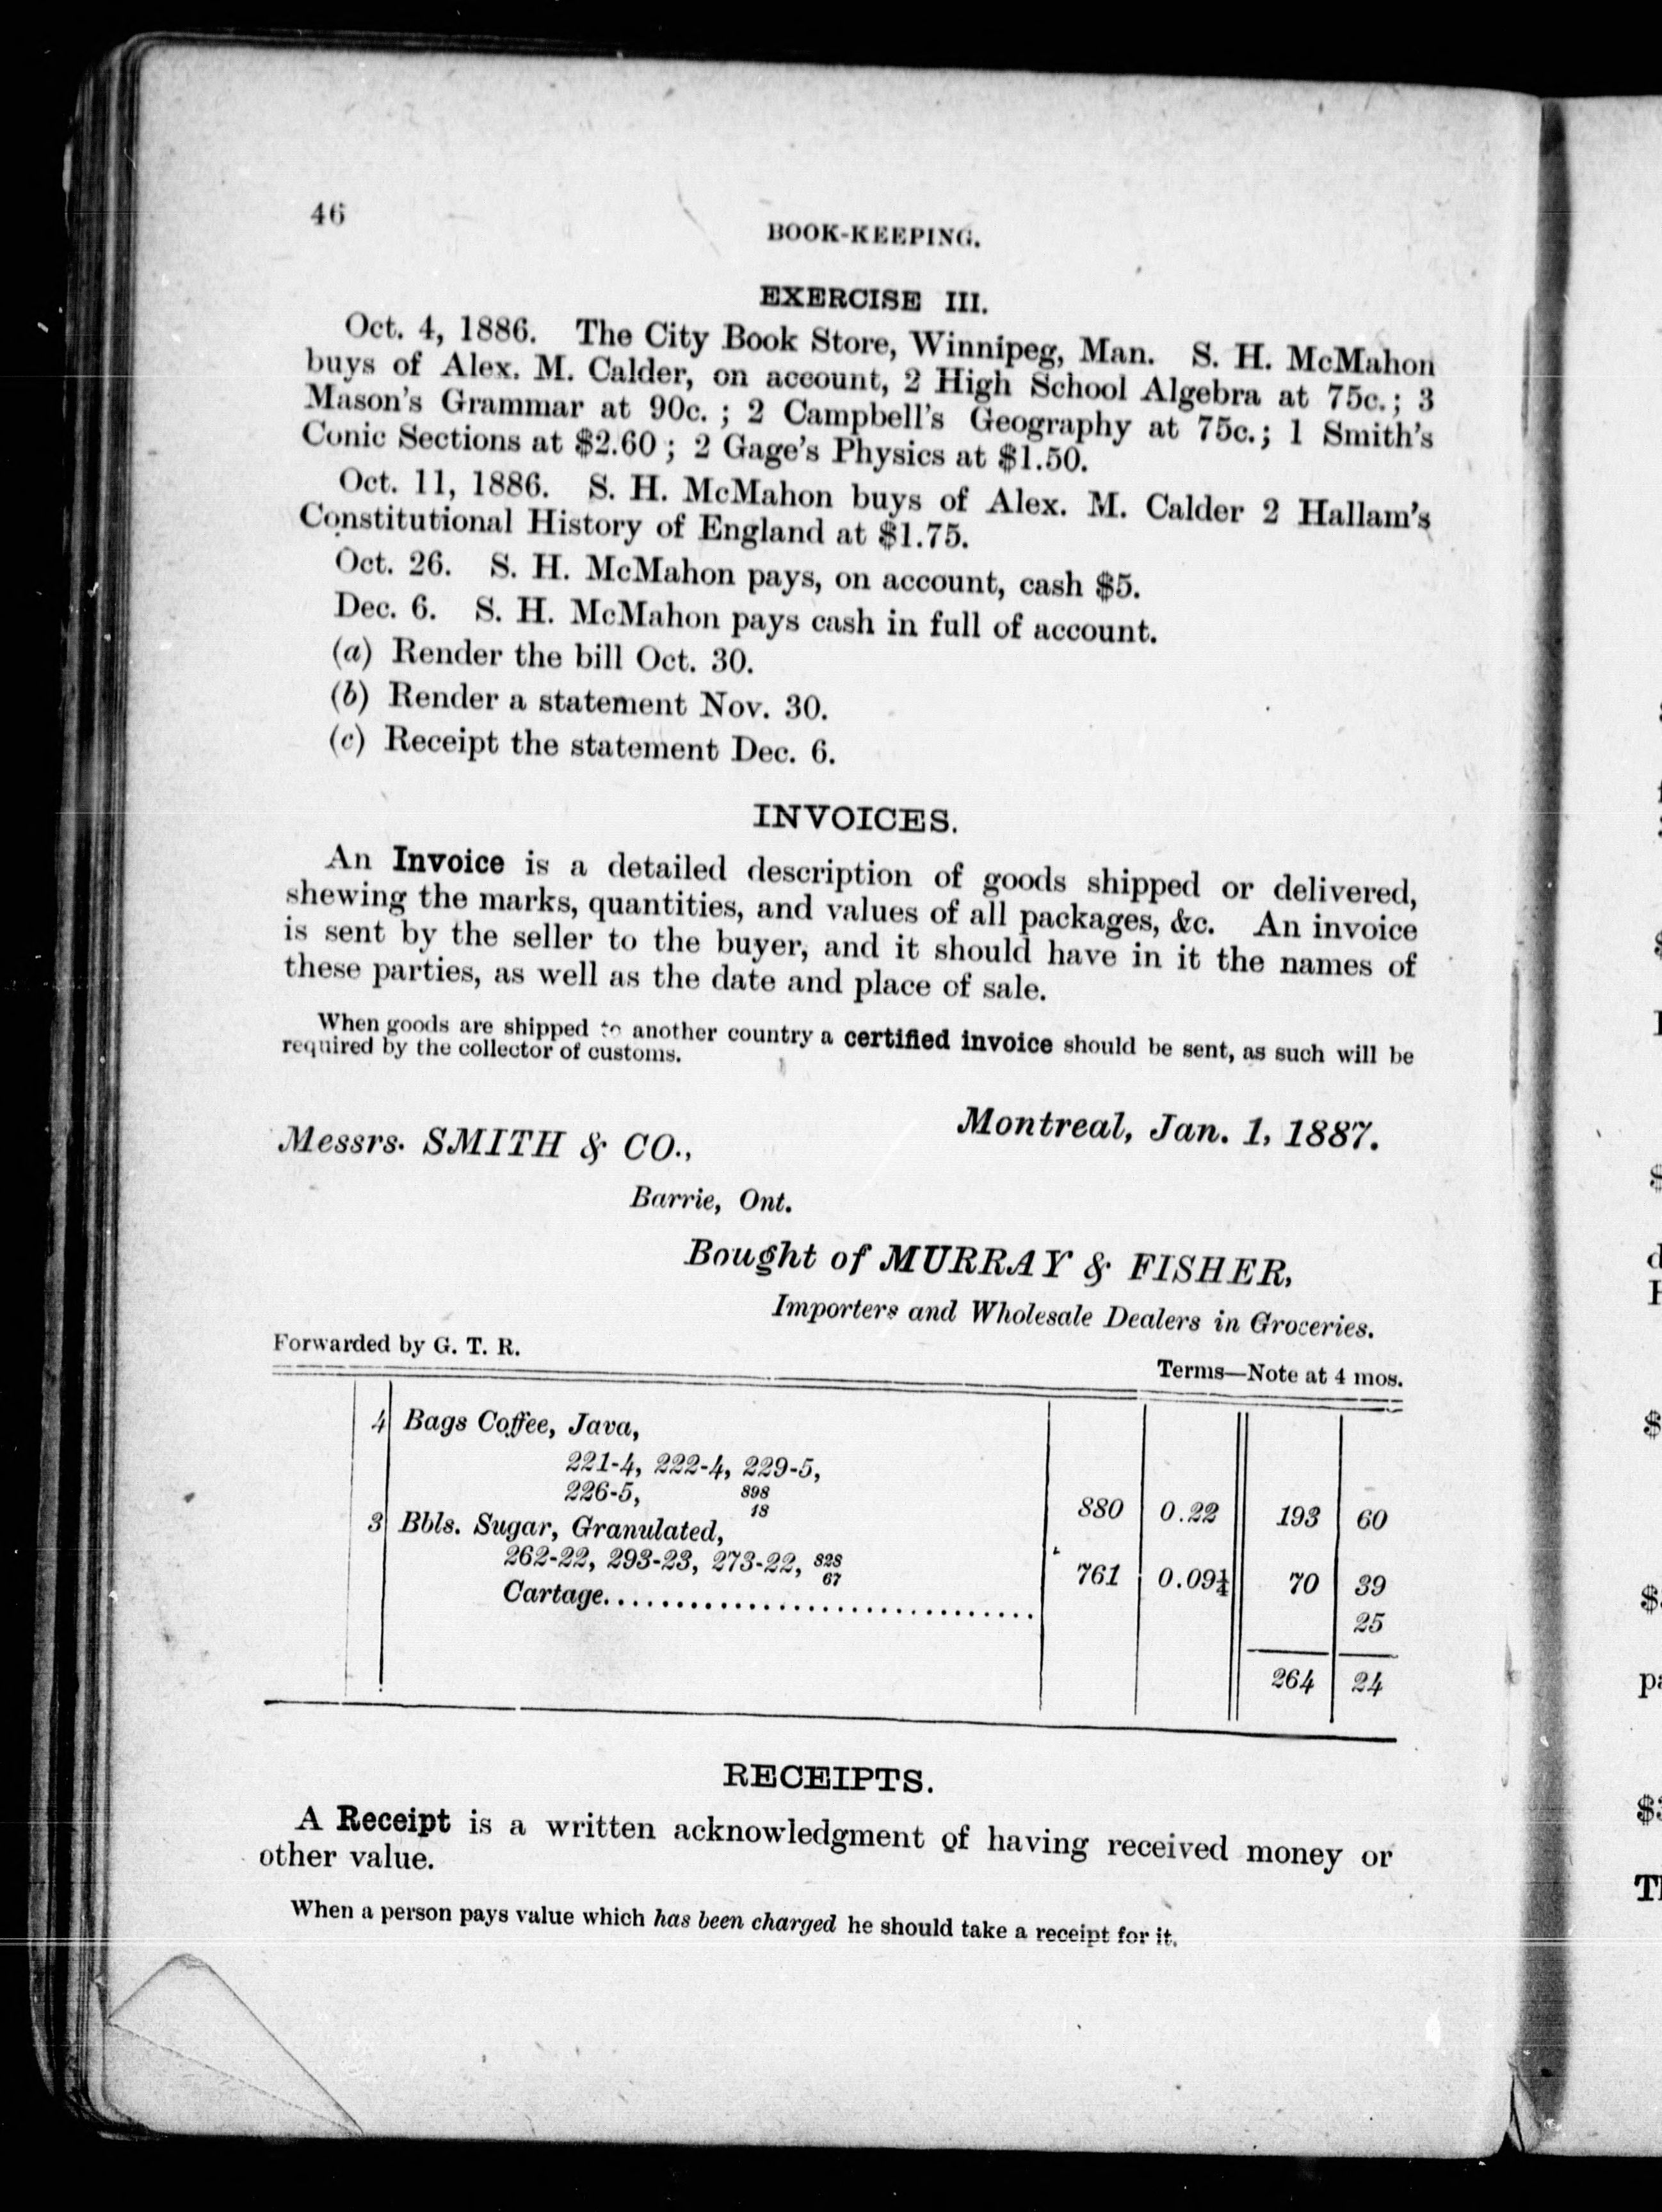 46
BOOK-KEEPING.
EXERCISE III.
Oct. 4, 1886. The City Book Store, Winnipeg, Man. S. H. McMahon
buys of Alex. M. Calder, on account, 2 High School Algebra at 75c.; 3
Mason's Grammar at 90c. ; 2 Campbell's Geography at 75c.; 1 Smith's
Conic Sections at $2.60 ; 2 Gage's Physics at $1.50.
Oct. 11, 1886. S. H. McMahon buys of Alex. M. Calder 2 Hallam's
Constitutional History of England at $1.75.
Oct. 26. S. H. McMahon pays, on account, cash $5.
Dec. 6. S. H. McMahon pays cash in full of account.
(a) Render the bill Oct. 30.
(b) Render a statement Nov. 30.
(c) Receipt the statement Dec. 6.
INVOICES.
An Invoice is a detailed description of goods shipped or delivered,
shewing the marks, quantities, and values of all packages, &c. An invoice
is sent by the seller to the buyer, and it should have in it the names of
these parties, as well as the date and place of sale.
When goods are shipped to another country a certified invoice should be sent, as such will be
required by the collector of customs.
Montreal, Jan. 1, 1887.
Messrs. SMITH & CO.,
Barrie, Ont.
Bought of MURRAY & FISHER,
Importers and Wholesale Dealers in Groceries.
Forwarded by G. T. R.
Terms—Note at 4 mos.
4 Bags Coffee, Java,
221-4, 222-4, 229-5,
226-5, 898
18 880 0.22 193 60
3 Bbls. Sugar, Granulated,
262-22, 293-23, 273-22, 828
67 761 0.09¼ 70 39
Cartage.............................. 25
264 24
RECEIPTS.
A Receipt is a written acknowledgment of having received money or
other value.
When a person pays value which has been charged he should take a receipt for it.